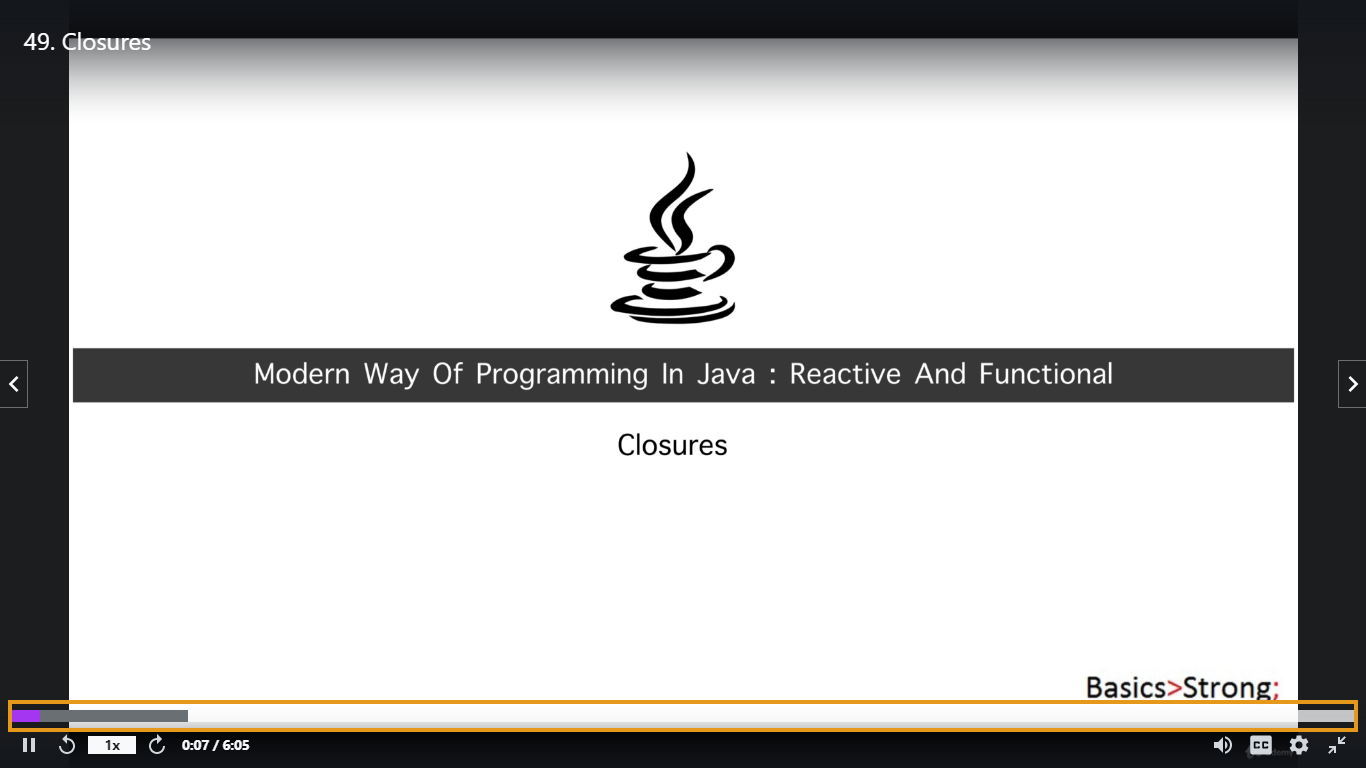 49. Closures
Modern Way Of Programming In Java : Reactive And Functional
Closures
Basics>Strong;
1x
0:07 / 6:05
CC